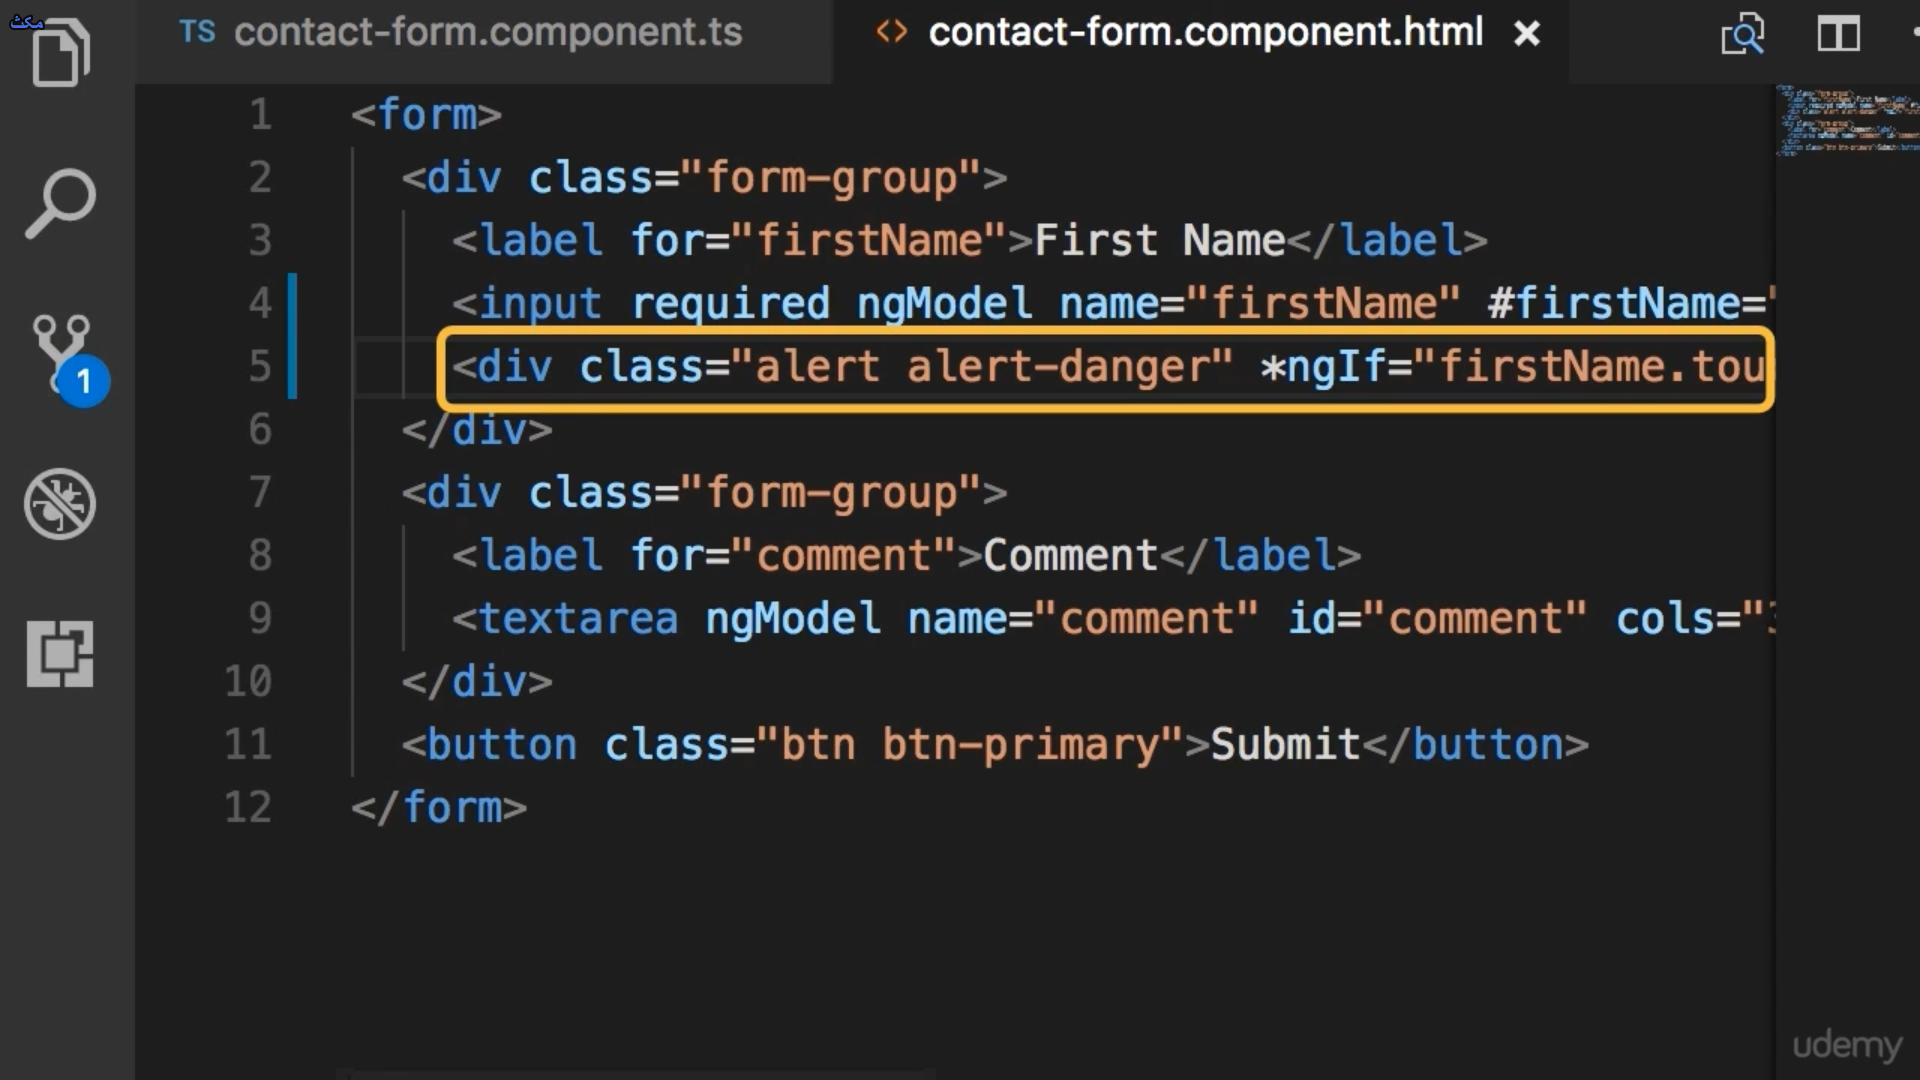 مکث
TS contact-form.component.ts
<> contact-form.component.html
1 <form>
2 <div class="form-group">
3 <label for="firstName">First Name</label>
4 <input required ngModel name="firstName" #firstName="
5 <div class="alert alert-danger" *ngIf="firstName.tou
6 </div>
7 <div class="form-group">
8 <label for="comment">Comment</label>
9 <textarea ngModel name="comment" id="comment" cols="3
10 </div>
11 <button class="btn btn-primary">Submit</button>
12 </form>
1
udemy